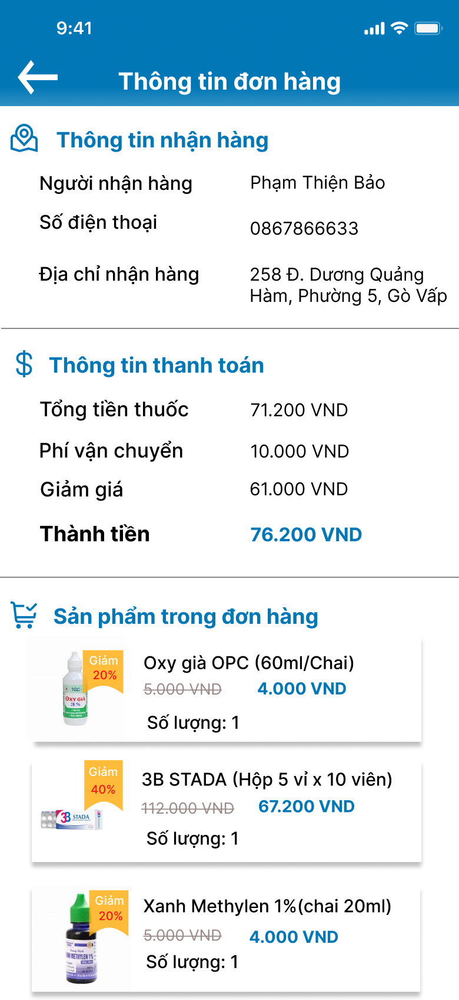 9:41
Thông tin đơn hàng
Thông tin nhận hàng
Người nhận hàng Phạm Thiện Bảo
Số điện thoại 0867866633
Địa chỉ nhận hàng 258 Đ. Dương Quảng
Hàm, Phường 5, Gò Vấp
$ Thông tin thanh toán
Tổng tiền thuốc 71.200 VND
Phí vận chuyển 10.000 VND
Giảm giá 61.000 VND
Thành tiền 76.200 VND
Sản phẩm trong đơn hàng
Giảm
20%
OXY GIÀ
3%
Oxy già OPC (60ml/Chai)
5.000 VND 4.000 VND
Số lượng: 1
Giảm
40%
3B STADA
3B STADA (Hộp 5 vỉ x 10 viên)
112.000 VND 67.200 VND
Số lượng: 1
Giảm
20%
Dung Dịch
XANH METHYLEN 1%
Xanh Methylen 1%(chai 20ml)
5.000 VND 4.000 VND
Số lượng: 1